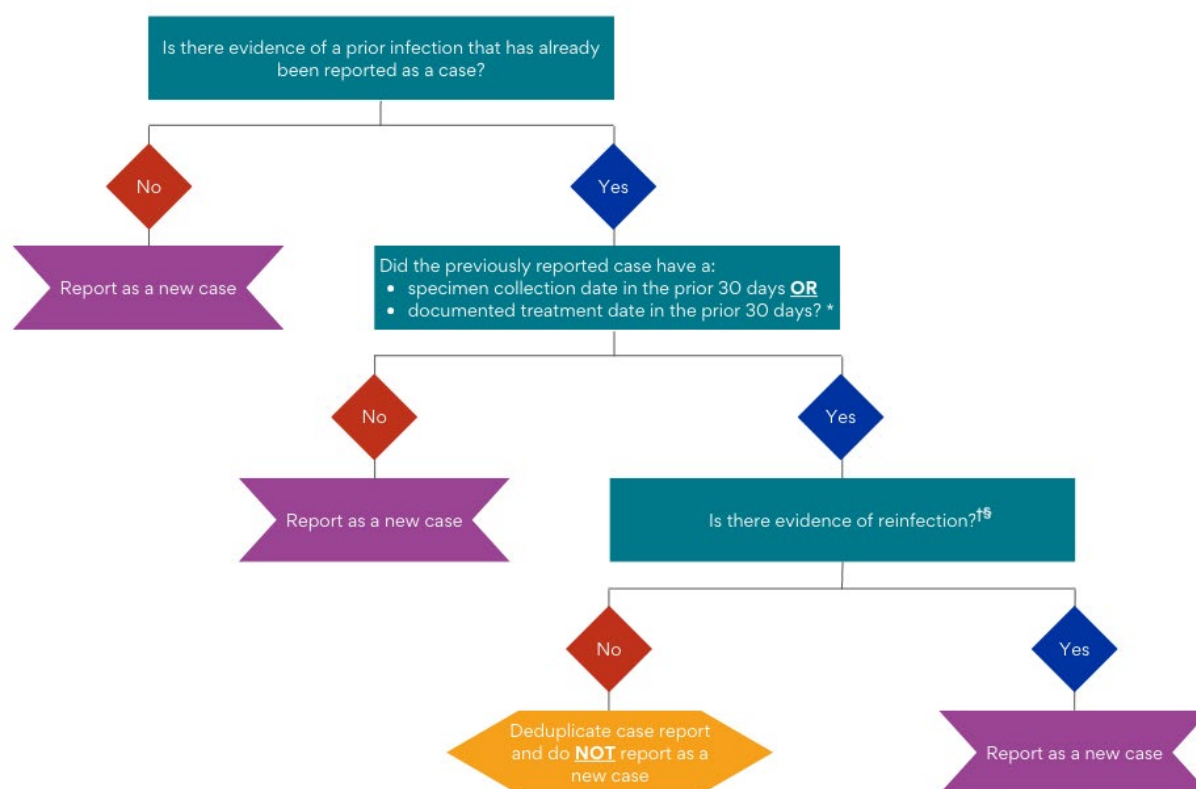 Is there evidence of a prior infection that has already
been reported as a case?
No
Yes
Report as a new case
Did the previously reported case have a:
• specimen collection date in the prior 30 days OR
• documented treatment date in the prior 30 days? *
No
Yes
Report as a new case
Is there evidence of reinfection?†§
No
Yes
Deduplicate case report
and do NOT report as a
new case
Report as a new case